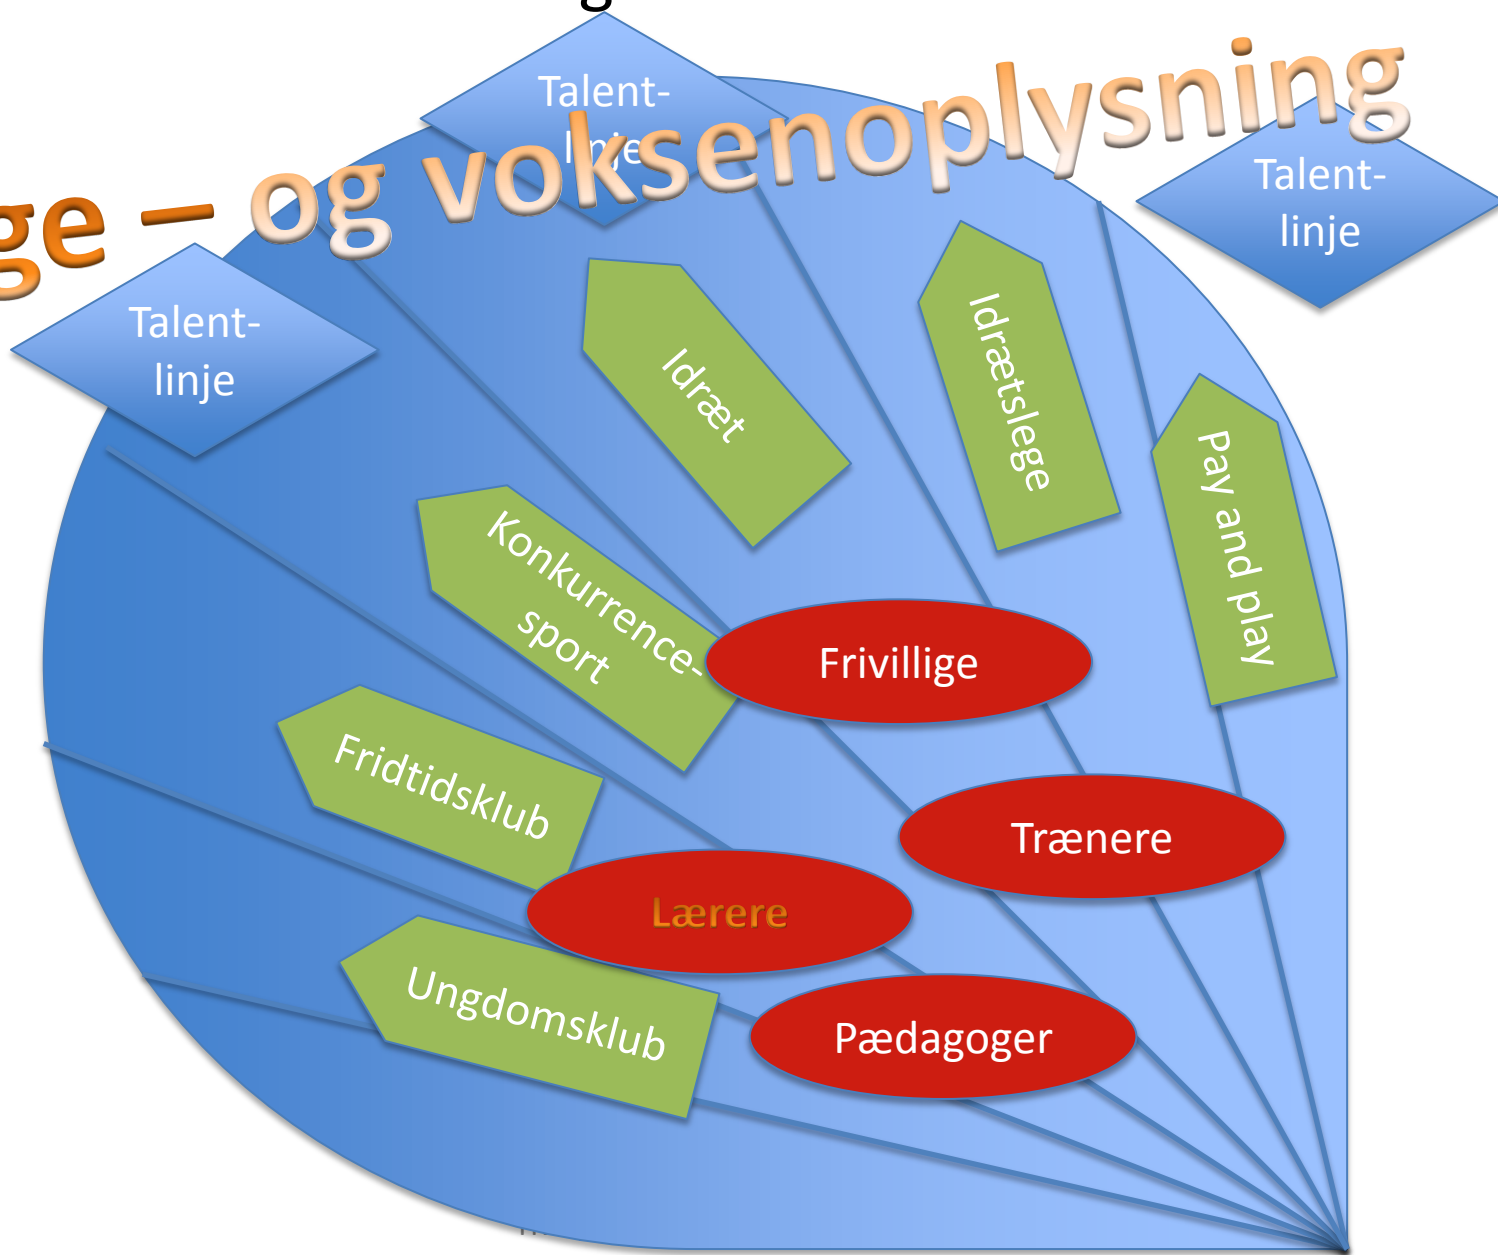 Talent-
linje
ge – og voksenoplysning
Talent-
linje
Talent-
linje
Idræt
Idrætslege
Pay and play
Konkurrence-
sport
Frivillige
Fridtidsklub
Trænere
Lærere
Ungdomsklub
Pædagoger